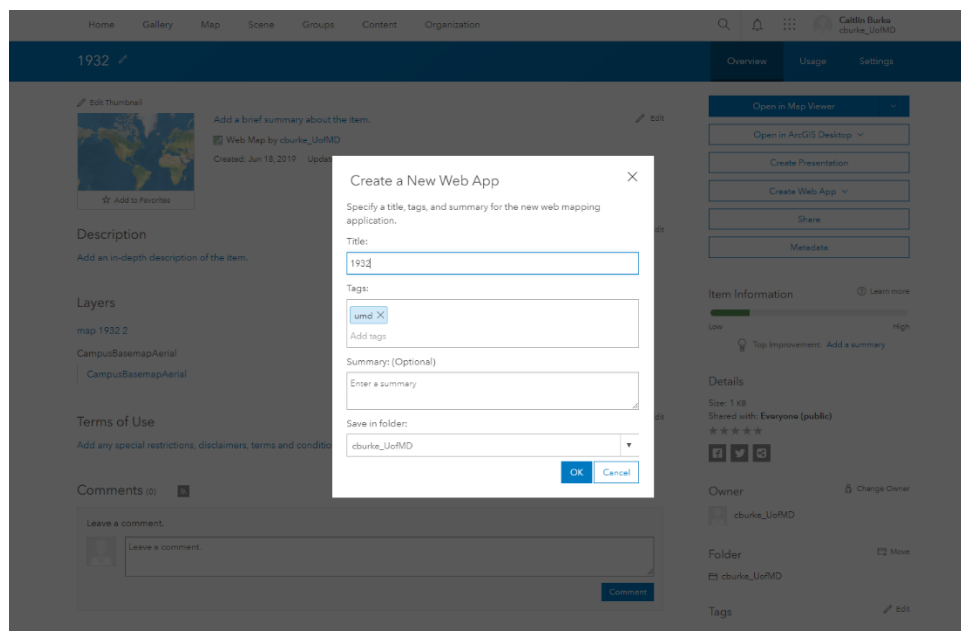 Home Gallery Map Scene Groups Content Organization
Caitlin Burke
cburke_UofMD
1932
Overview Usage Settings
Edit Thumbnail
Add a brief summary about the item.
Edit
Web Map by cburke_UofMD
Created: Jun 18, 2019
Add to Favorites
Description
Add an in-depth description of the item.
Layers
map 1932 2
CampusBasemapAerial
CampusBasemapAerial
Terms of Use
Add any special restrictions, disclaimers, terms and
Comments (0)
Leave a comment.
Leave a comment.
Comment
Create a New Web App
Specify a title, tags, and summary for the new web mapping
application.
Title:
1932
Tags:
umd
Add tags
Summary: (Optional)
Enter a summary
Save in folder:
cburke_UofMD
OK Cancel
Open in Map Viewer
Open in ArcGIS Desktop
Create Presentation
Create Web App
Share
Metadata
Item Information
Learn more
Low High
Top Improvement: Add a summary
Details
Size: 1 KB
Shared with: Everyone (public)
Owner
Change Owner
cburke_UofMD
Folder
Move
cburke_UofMD
Tags
Edit